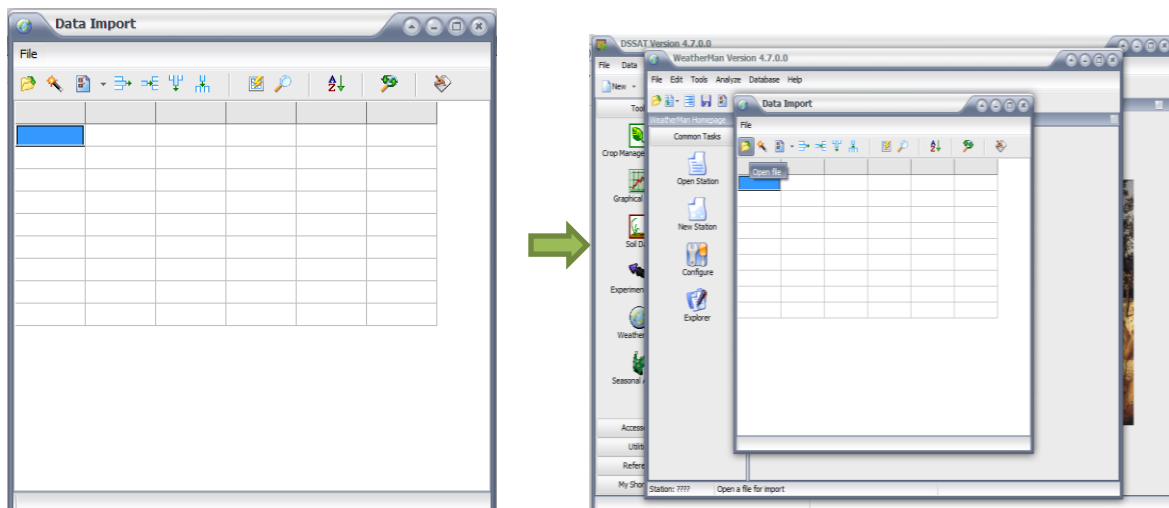 Data Import
File
DSSAT Version 4.7.0.0
File Data
New
Crop Manage
Graphical
Soil D
Experimen
Weathe
Seasonal
Access
Utilit
Refere
My Shor
WeatherMan Version 4.7.0.0
File Edit Tools Analyze Database Help
WeatherMan Homepage
Common Tasks
Open Station
New Station
Configure
Explorer
Station: ????
Open a file for import
Data Import
File
Open file